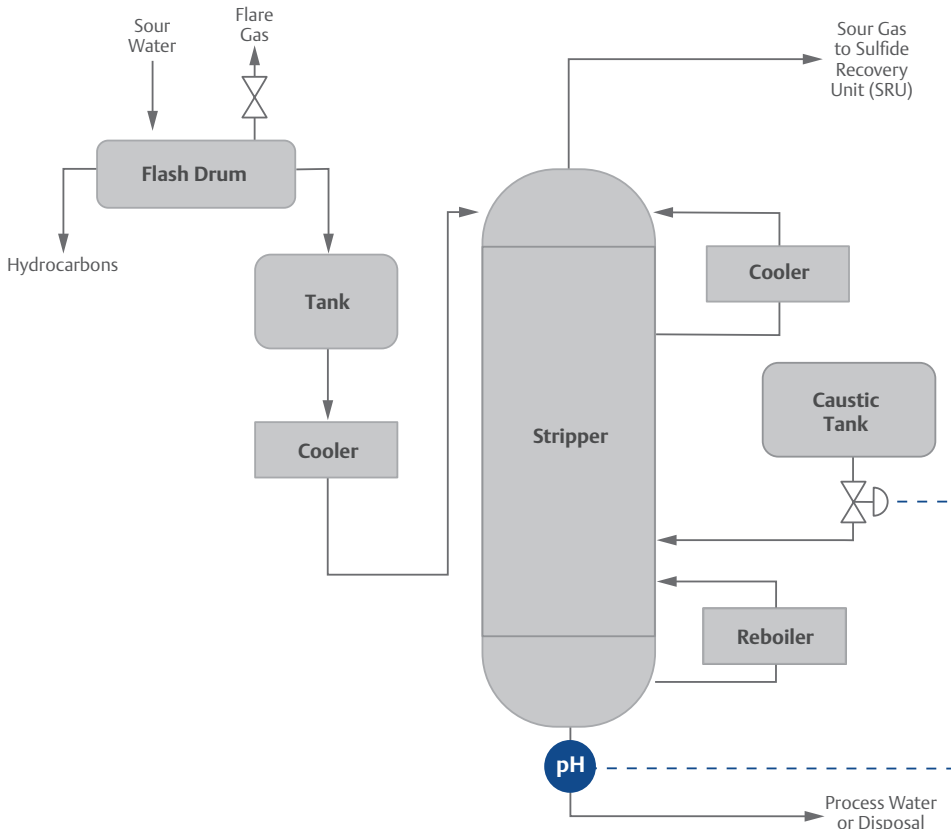 Sour
Water
Flare
Gas
Sour Gas
to Sulfide
Recovery
Unit (SRU)
Flash Drum
Hydrocarbons
Cooler
Tank
Caustic
Tank
Stripper
Cooler
Reboiler
pH
Process Water
or Disposal